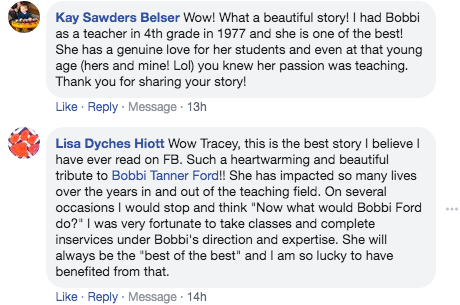 Kay Sawders Belser Wow! What a beautiful story! I had Bobbi
as a teacher in 4th grade in 1977 and she is one of the best!
She has a genuine love for her students and even at that young
age (hers and mine! Lol) you knew her passion was teaching.
Thank you for sharing your story!
Like · Reply · Message · 13h
Lisa Dyches Hiott Wow Tracey, this is the best story I believe I
have ever read on FB. Such a heartwarming and beautiful
tribute to Bobbi Tanner Ford!! She has impacted so many lives
over the years in and out of the teaching field. On several
occasions I would stop and think "Now what would Bobbi Ford
do?" I was very fortunate to take classes and complete
inservices under Bobbi's direction and expertise. She will
always be the "best of the best" and I am so lucky to have
benefited from that.
Like · Reply · Message · 14h